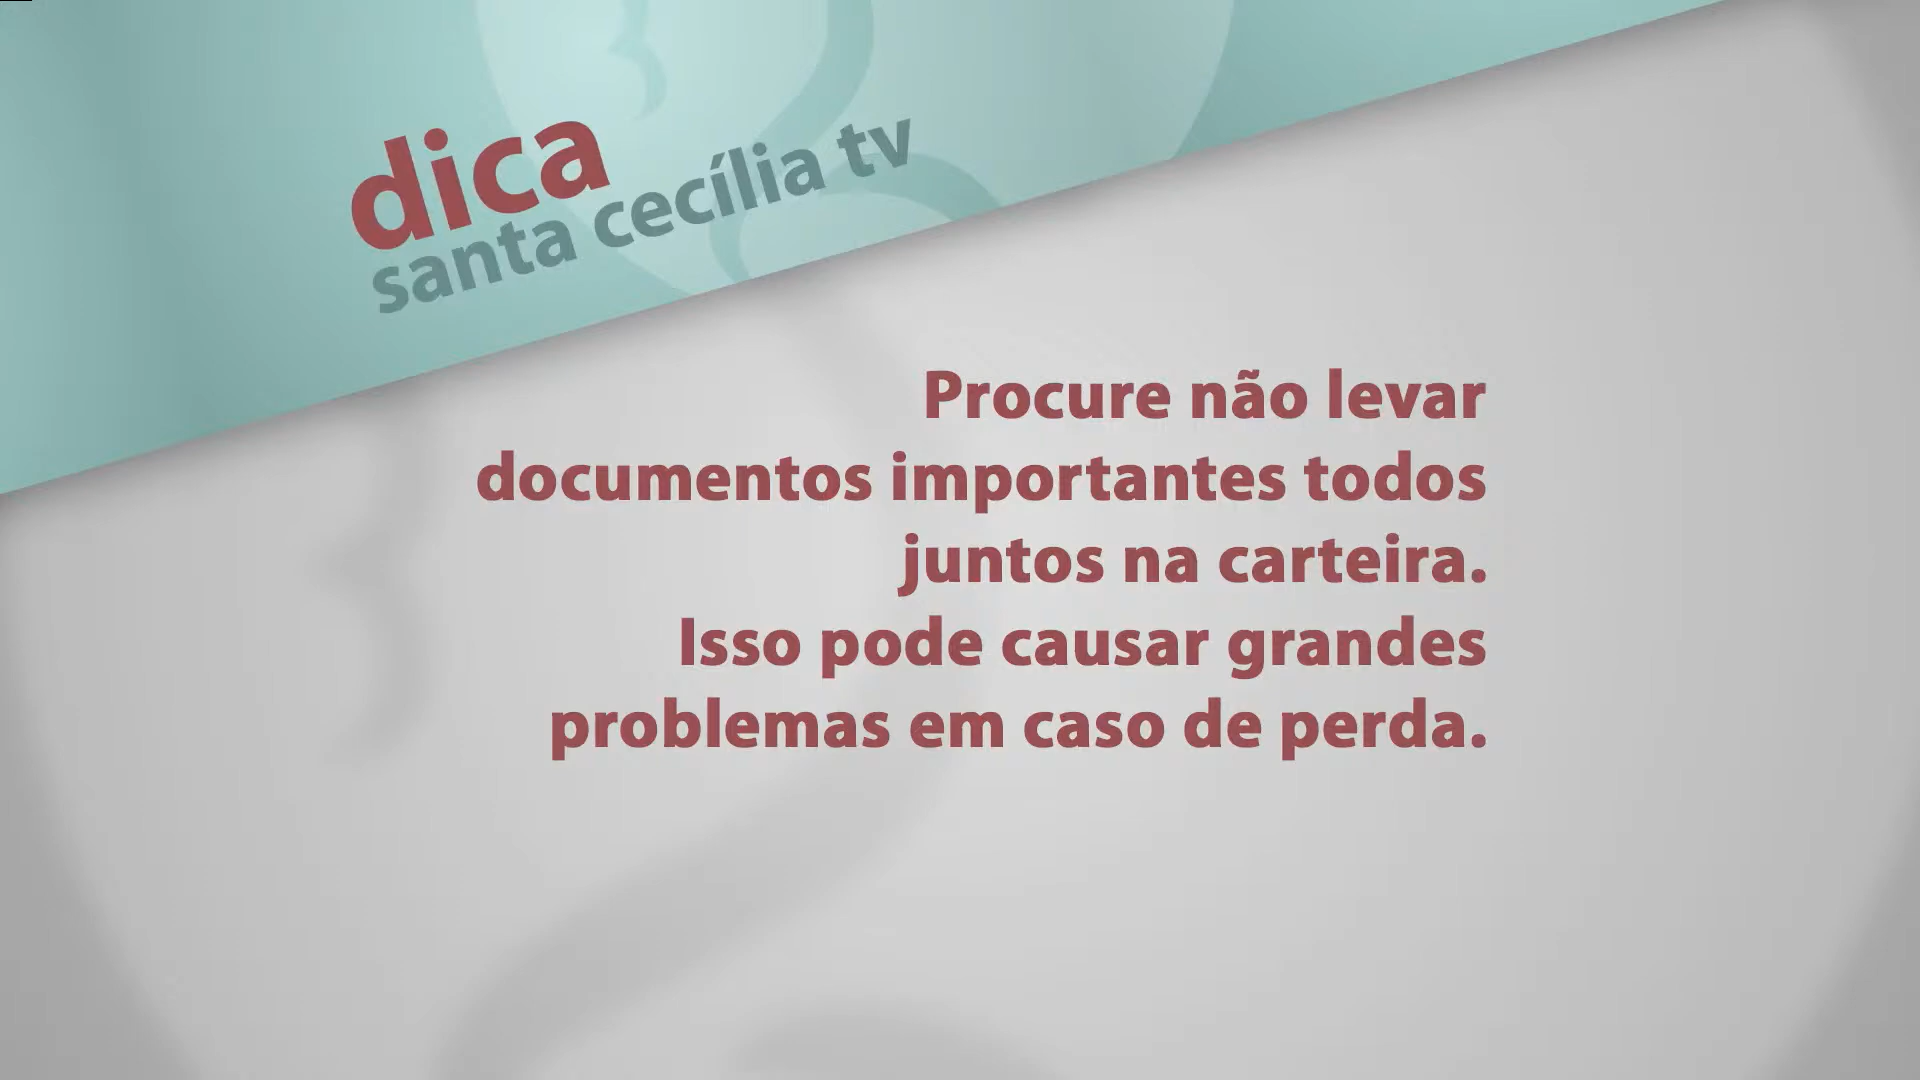 dica
santa cecília tv
Procure não levar
documentos importantes todos
juntos na carteira.
Isso pode causar grandes
problemas em caso de perda.